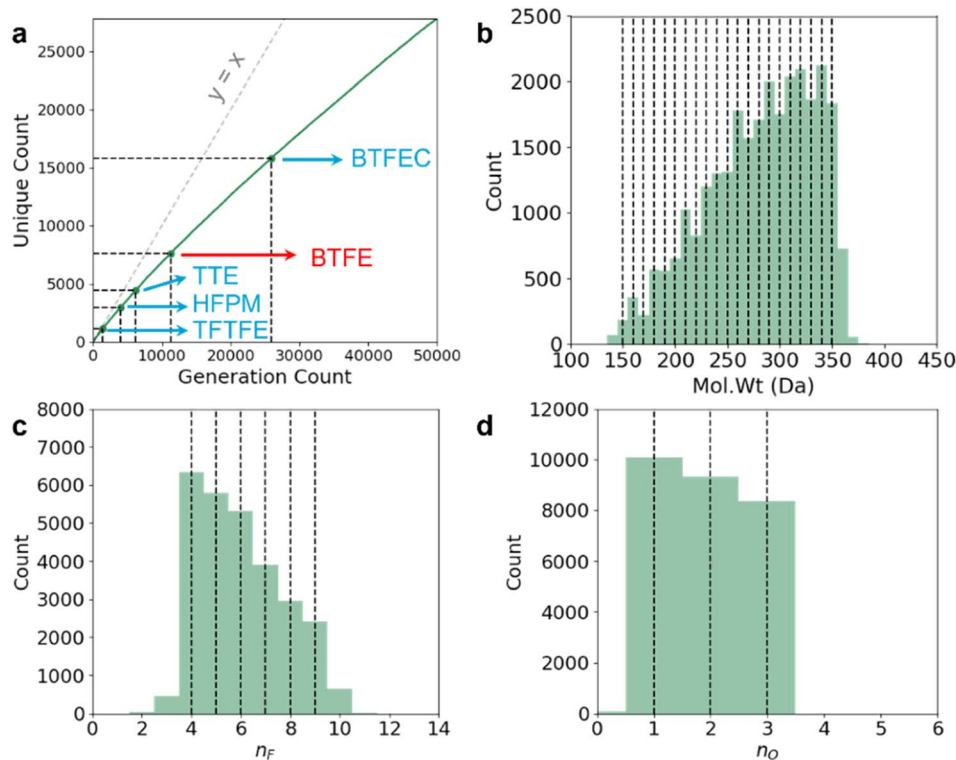 a
25000
20000
15000
10000
5000
0
0 10000 20000 30000 40000 50000
Unique Count
Generation Count
y = x
BTFEC
BTFE
TTE
HFPM
TFTFE
b
2500
2000
1500
1000
500
0
100 150 200 250 300 350 400 450
Count
Mol.Wt (Da)
c
8000
7000
6000
5000
4000
3000
2000
1000
0
0 2 4 6 8 10 12 14
Count
nF
d
12000
10000
8000
6000
4000
2000
0
0 1 2 3 4 5 6
Count
nO